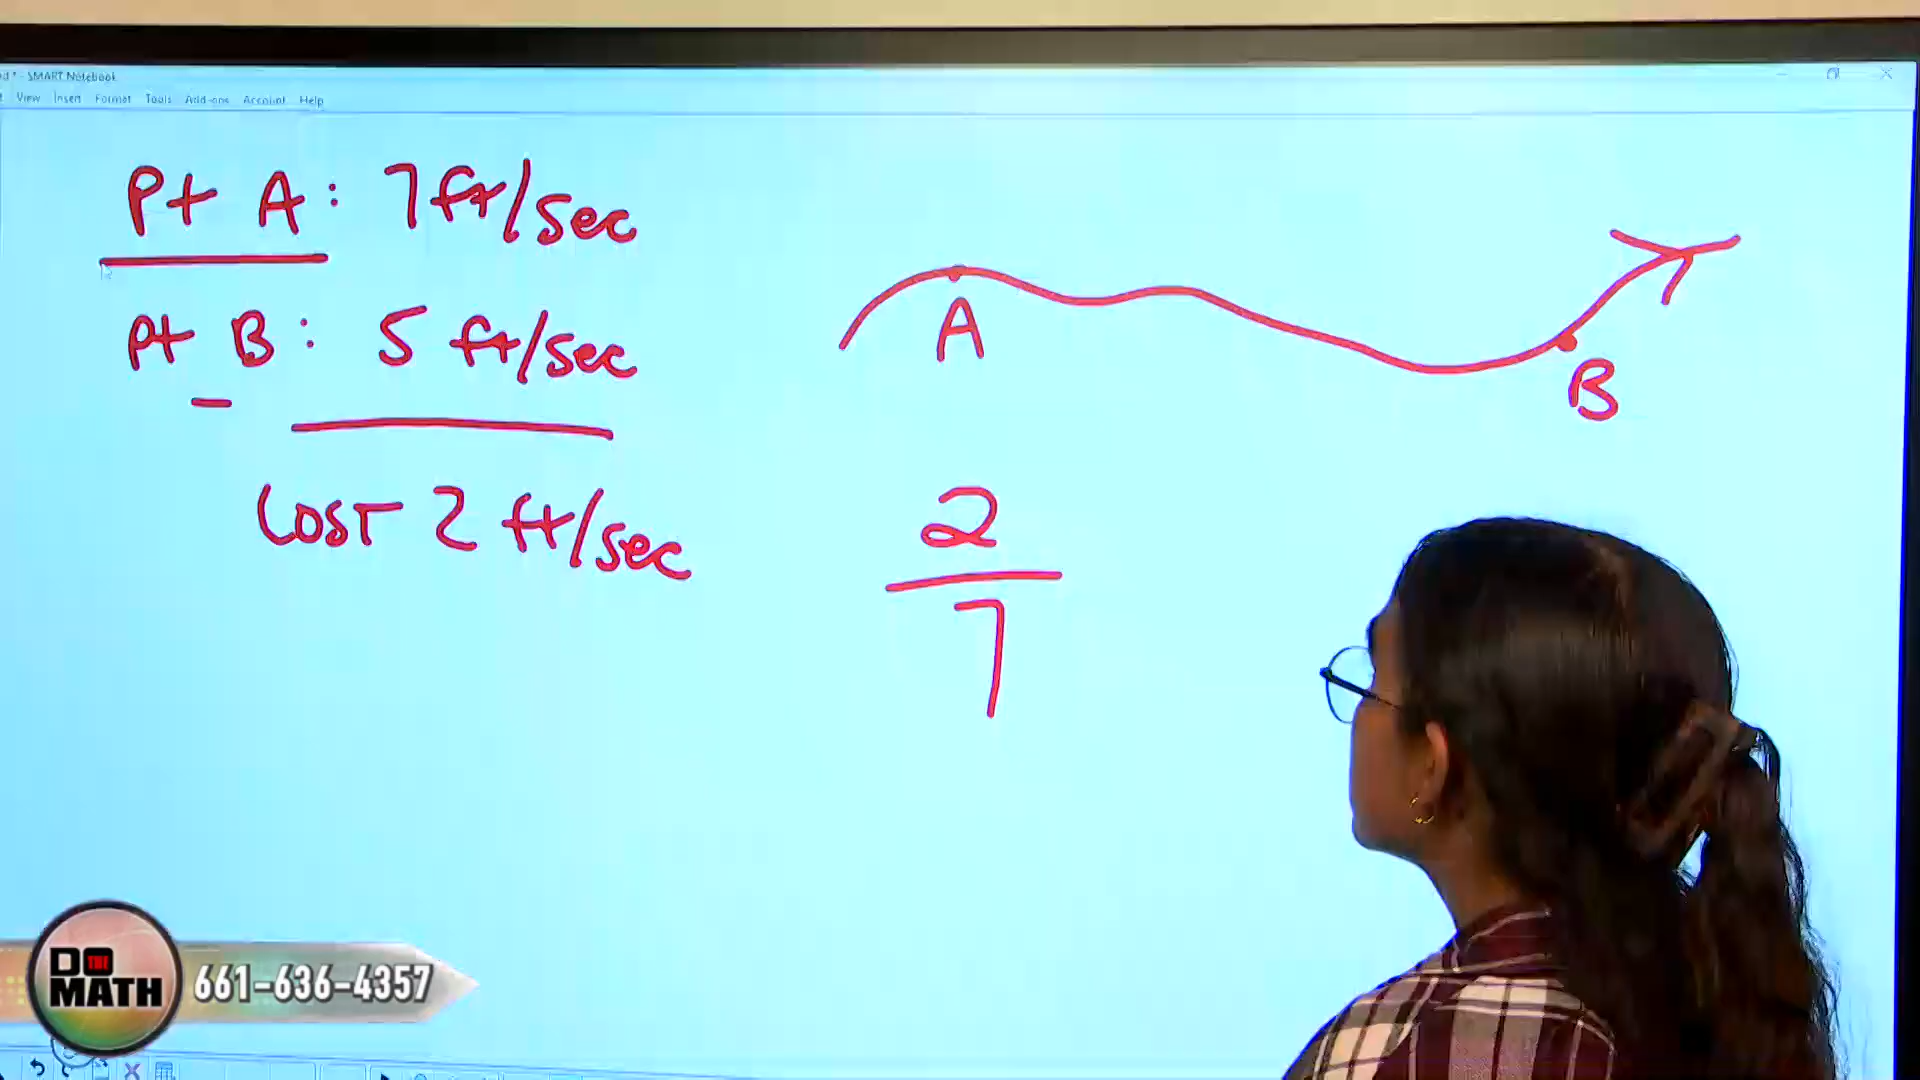 - SMART Notebook
View Insert Format Tools Add-ons Account Help
Pt A: 7ft/sec
Pt B: 5 ft/sec
LOST 2 ft/sec
A
B
2
7
DO THE MATH
661-636-4357